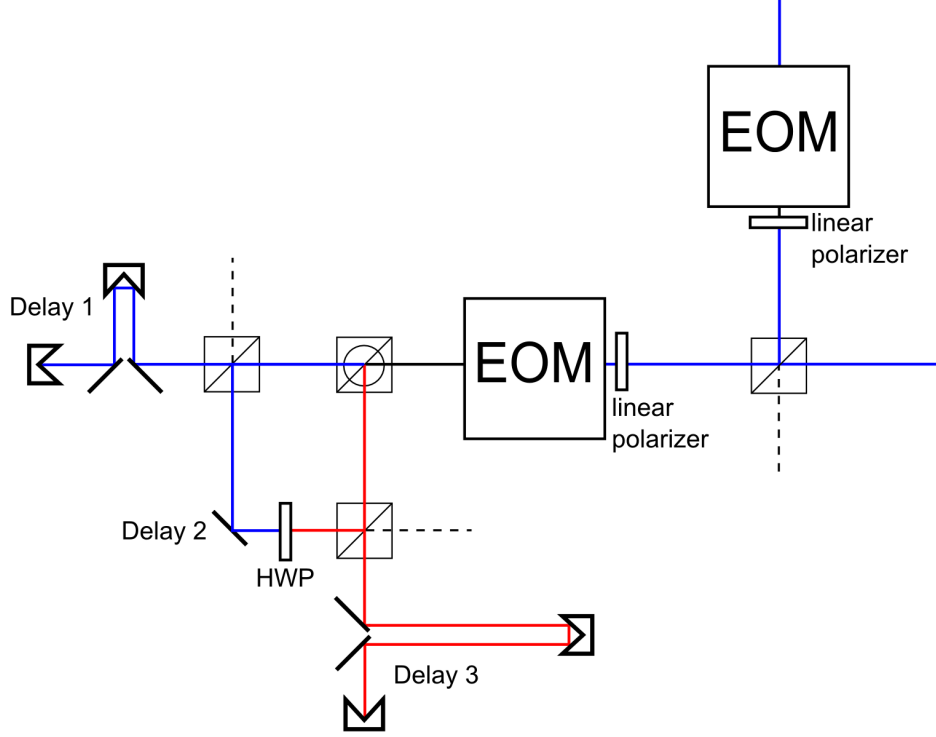 EOM
linear
polarizer
Delay 1
EOM
linear
polarizer
Delay 2
HWP
Delay 3